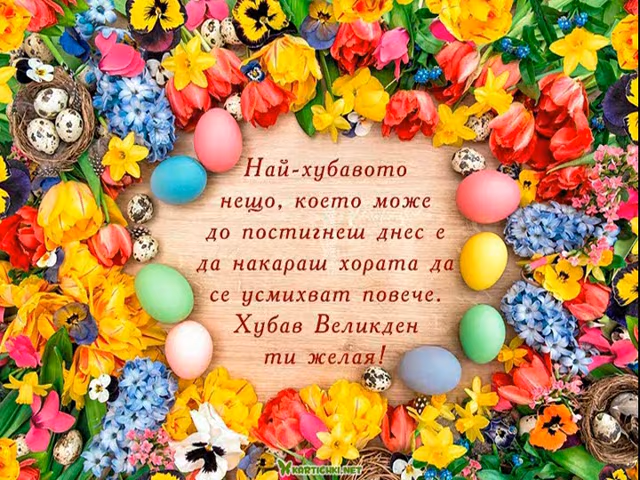 Най-хубавото
нещо, което може
до постигнеш днес е
да накараш хората да
се усмихват повече.
Хубав Великден
ти желая!
KARTICHKI.NET